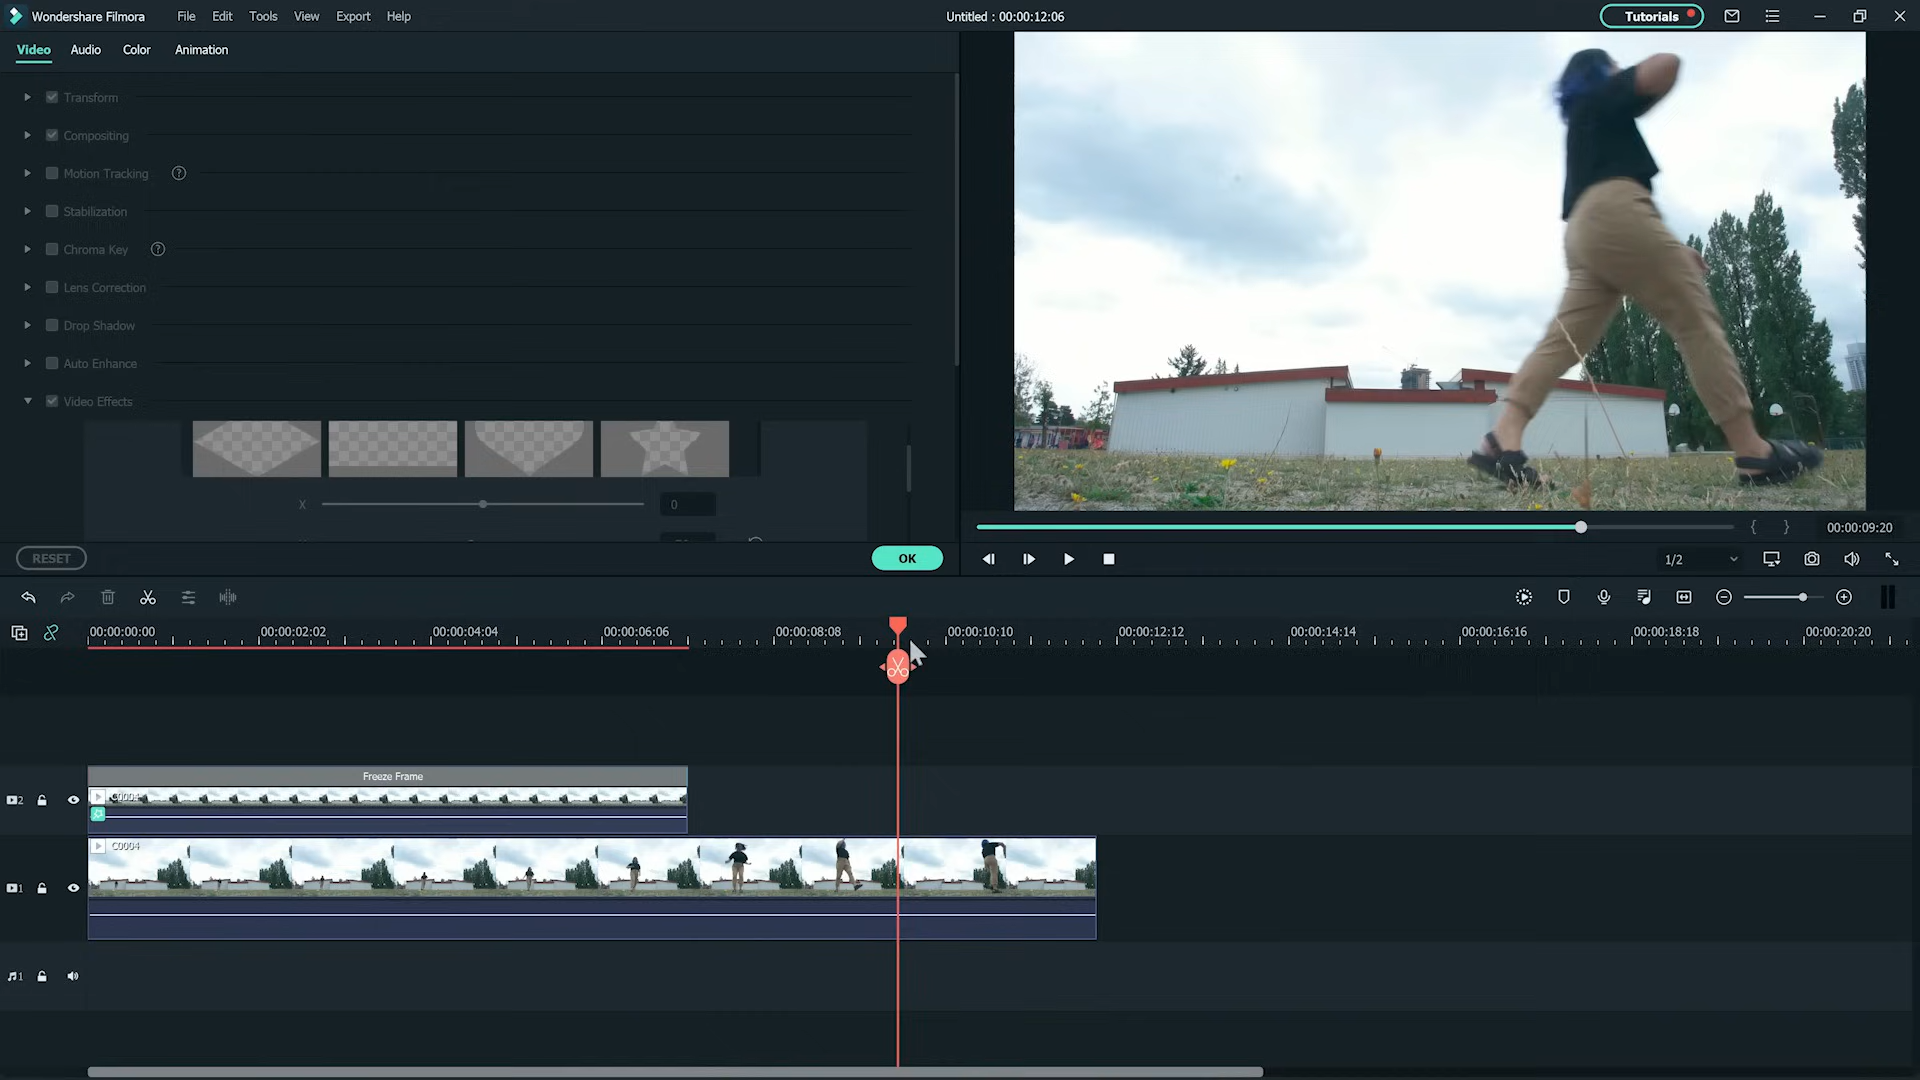 Wondershare Filmora File Edit Tools View Export Help Untitled : 00:00:12:06 Tutorials
Video Audio Color Animation
Transform
Compositing
Motion Tracking ?
Stabilization
Chroma Key ?
Lens Correction
Drop Shadow
Auto Enhance
Video Effects
X 0
{ } 00:00:09:20
RESET OK 1/2
00:00:00:00 00:00:02:02 00:00:04:04 00:00:06:06 00:00:08:08 00:00:10:10 00:00:12:12 00:00:14:14 00:00:16:16 00:00:18:18 00:00:20:20
Freeze Frame
2 C0004
C0004
1
1